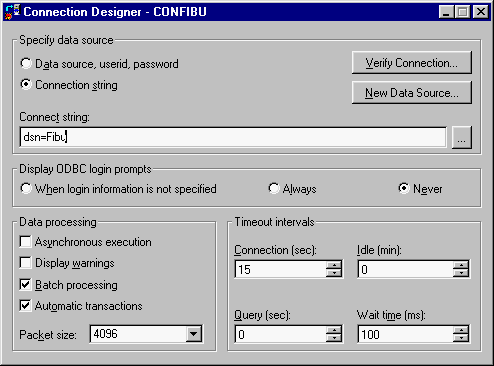 Connection Designer - CONFIBU
Specify data source
Data source, userid, password
Verify Connection...
Connection string
New Data Source...
Connect string:
dsn=Fibu
...
Display ODBC login prompts
When login information is not specified
Always
Never
Data processing
Asynchronous execution
Display warnings
Batch processing
Automatic transactions
Packet size:
4096
Timeout intervals
Connection (sec):
Idle (min):
15
0
Query (sec):
Wait time (ms):
0
100